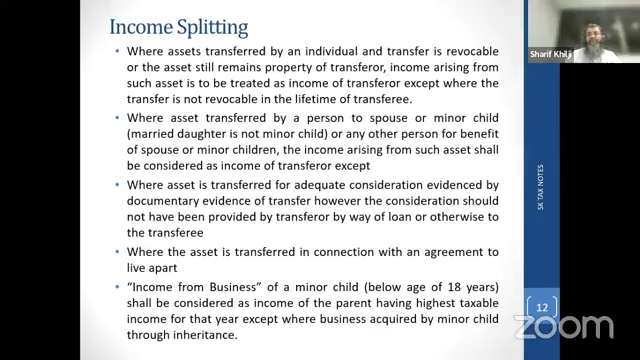 Income Splitting
Sharif Khilji
• Where assets transferred by an individual and transfer is revocable
or the asset still remains property of transferor, income arising from
such asset is to be treated as income of transferor except where the
transfer is not revocable in the lifetime of transferee.
• Where asset transferred by a person to spouse or minor child
(married daughter is not minor child) or any other person for benefit
of spouse or minor children, the income arising from such asset shall
be considered as income of transferor except
• Where asset is transferred for adequate consideration evidenced by
documentary evidence of transfer however the consideration should
not have been provided by transferor by way of loan or otherwise to
the transferee
• Where the asset is transferred in connection with an agreement to
live apart
• “Income from Business” of a minor child (below age of 18 years)
shall be considered as income of the parent having highest taxable
income for that year except where business acquired by minor child
through inheritance.
SK TAX NOTES
12
zoom